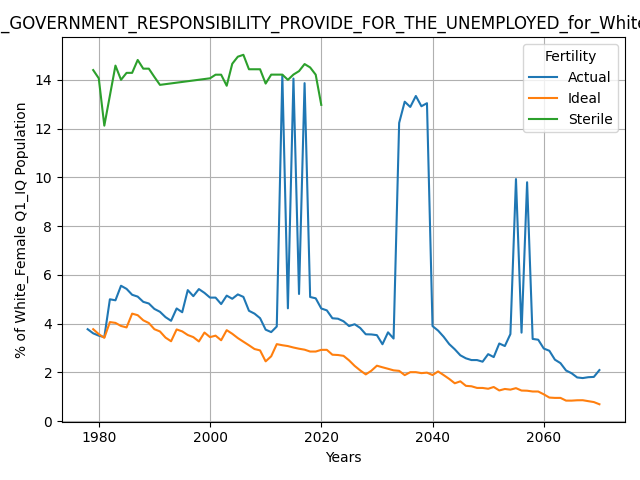 _GOVERNMENT_RESPONSIBILITY_PROVIDE_FOR_THE_UNEMPLOYED_for_White
Fertility
Actual
Ideal
Sterile
% of White_Female Q1_IQ Population
14
12
10
8
6
4
2
0
1980
2000
2020
2040
2060
Years